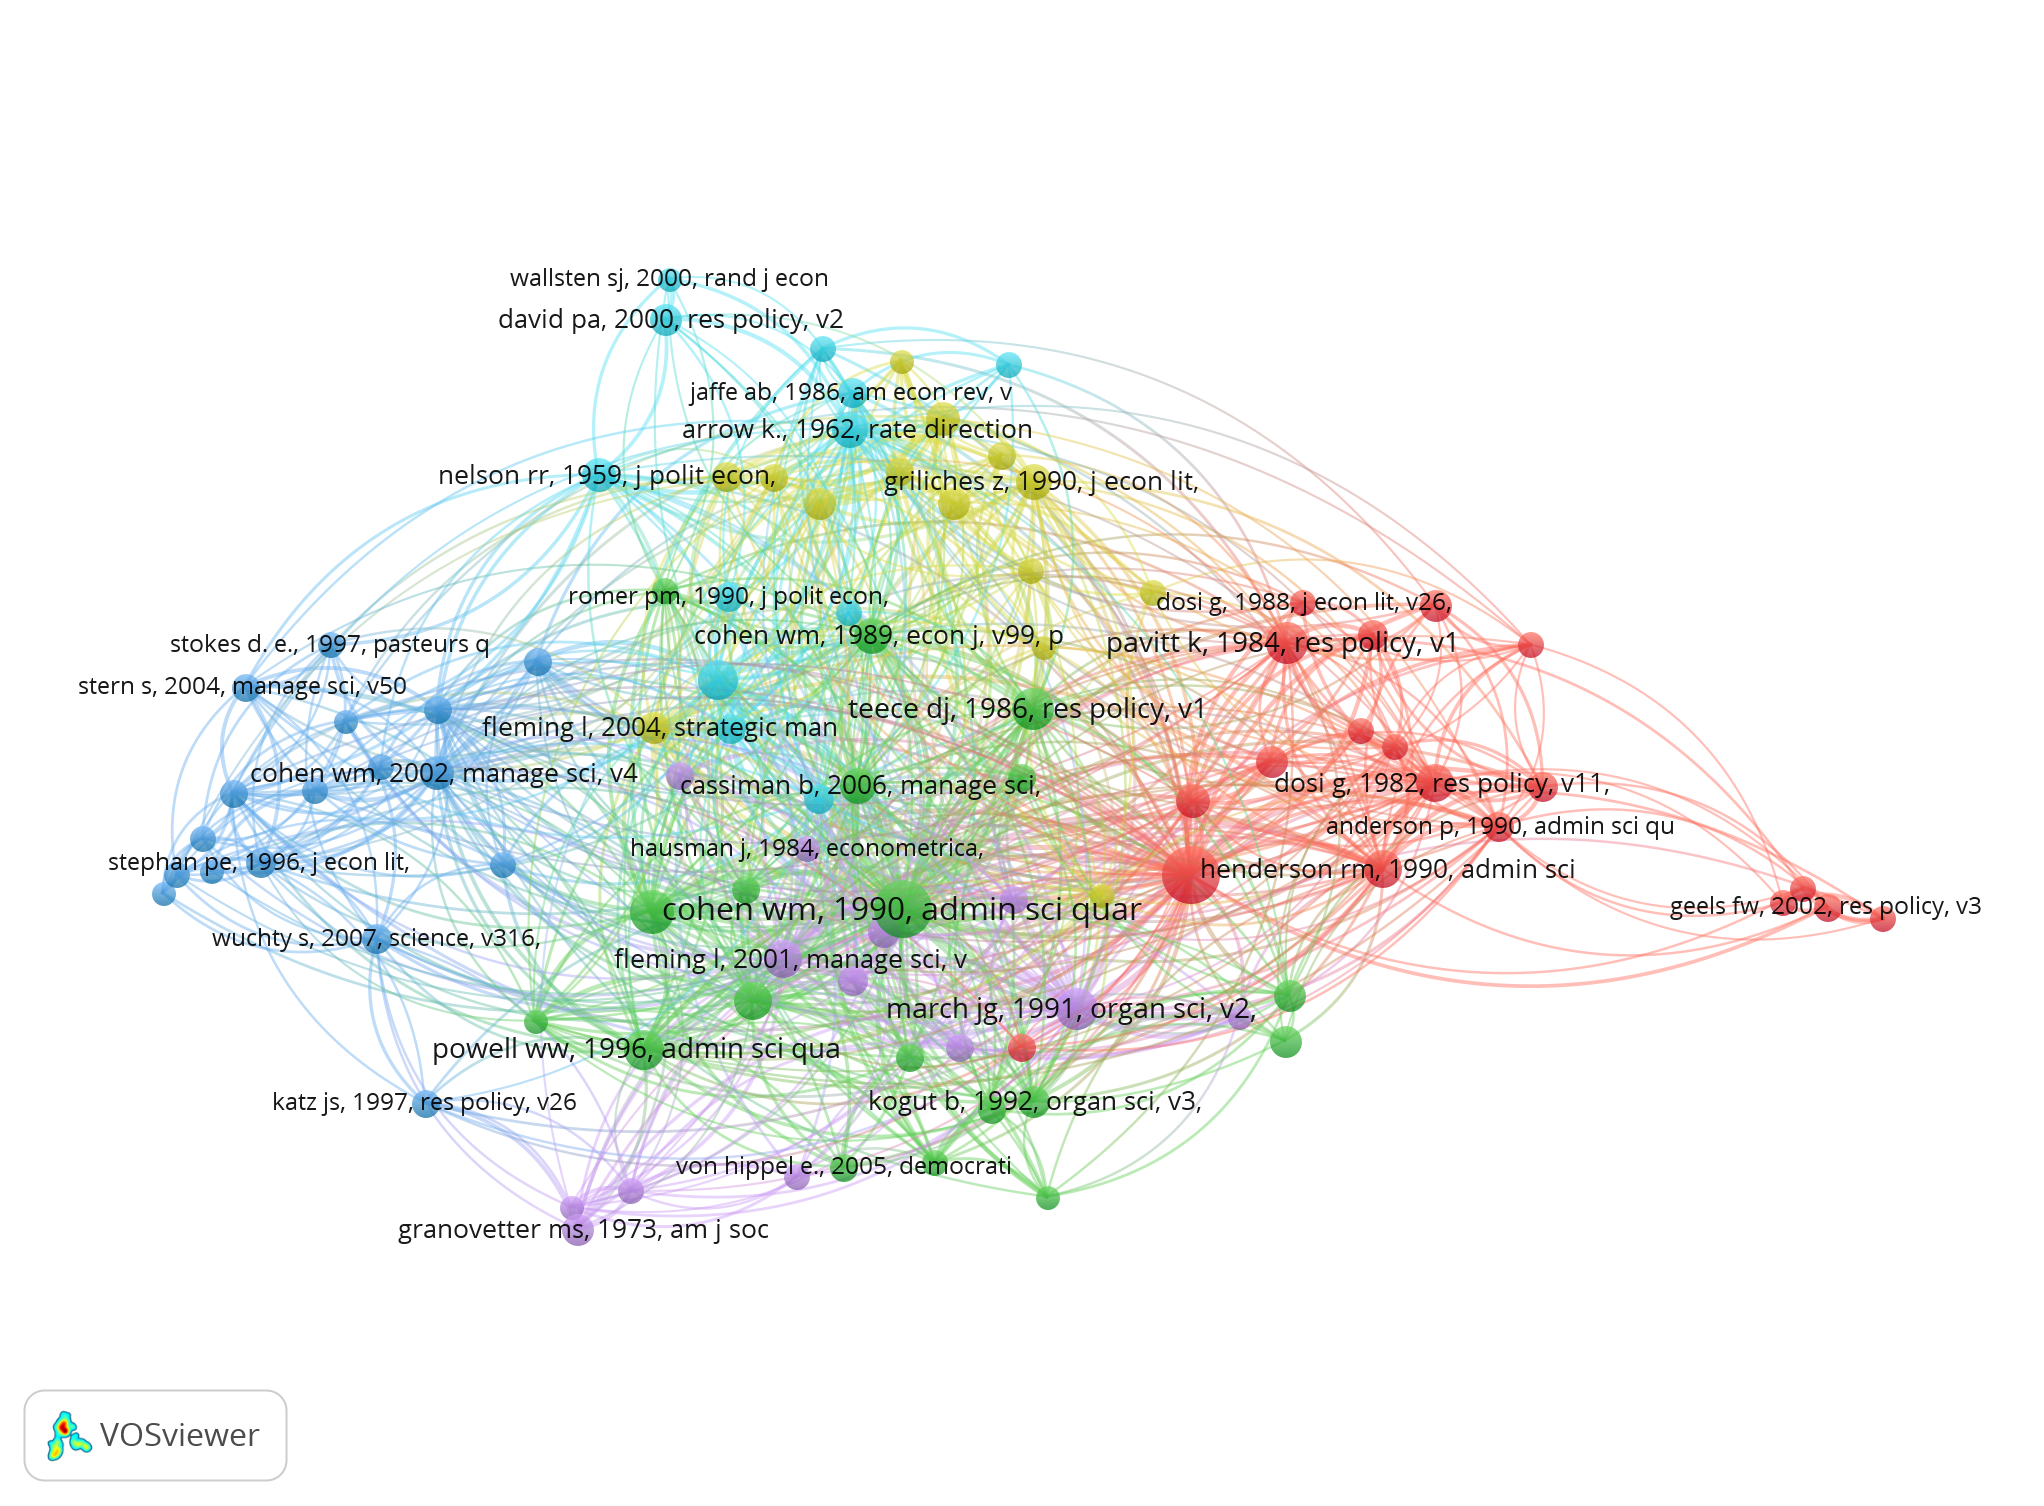 wallsten sj, 2000, rand j econ
david pa, 2000, res policy, v2
jaffe ab, 1986, am econ rev, v
arrow k., 1962, rate direction
nelson rr, 1959, j polit econ,
griliches z, 1990, j econ lit,
romer pm, 1990, j polit econ,
dosi g, 1988, j econ lit, v26,
cohen wm, 1989, econ j, v99, p
pavitt k, 1984, res policy, v1
stokes d. e., 1997, pasteurs q
stern s, 2004, manage sci, v50
teece dj, 1986, res policy, v1
fleming l, 2004, strategic man
cohen wm, 2002, manage sci, v4
cassiman b, 2006, manage sci,
dosi g, 1982, res policy, v11,
anderson p, 1990, admin sci qu
hausman j, 1984, econometrica,
stephan pe, 1996, j econ lit,
henderson rm, 1990, admin sci
geels fw, 2002, res policy, v3
cohen wm, 1990, admin sci quar
wuchty s, 2007, science, v316,
fleming l, 2001, manage sci, v
march jg, 1991, organ sci, v2,
powell ww, 1996, admin sci qua
katz js, 1997, res policy, v26
kogut b, 1992, organ sci, v3,
von hippel e., 2005, democrati
granovetter ms, 1973, am j soc
VOSviewer